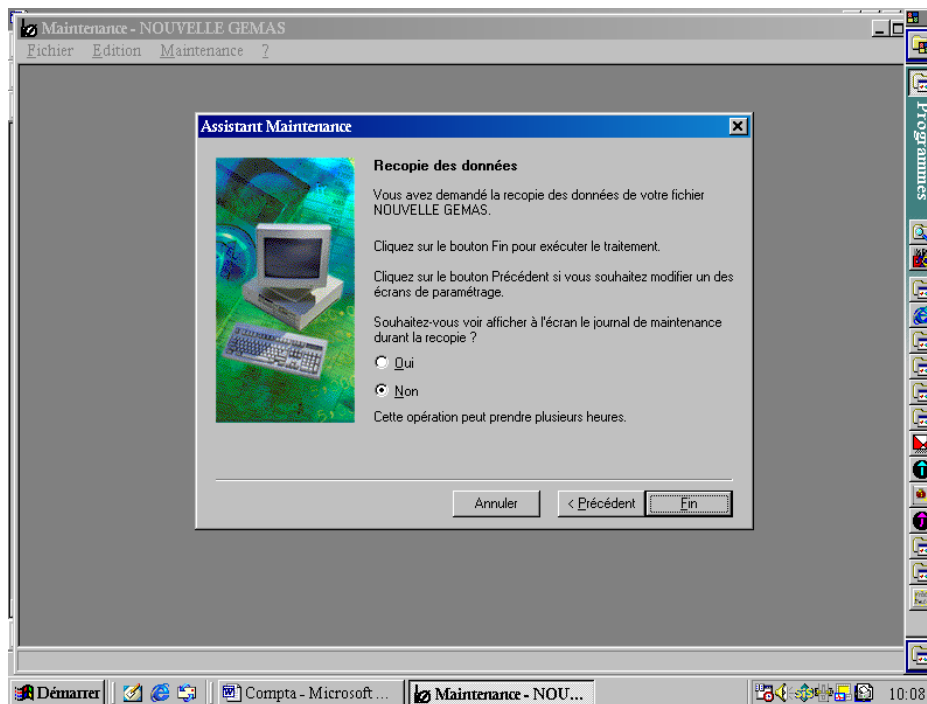 Maintenance - NOUVELLE GEMAS
Fichier Edition Maintenance ?
Programmes
Assistant Maintenance
Recopie des données
Vous avez demandé la recopie des données de votre fichier
NOUVELLE GEMAS.
Cliquez sur le bouton Fin pour exécuter le traitement.
Cliquez sur le bouton Précédent si vous souhaitez modifier un des
écrans de paramétrage.
Souhaitez-vous voir afficher à l'écran le journal de maintenance
durant la recopie ?
Oui
Non
Cette opération peut prendre plusieurs heures.
Annuler < Précédent Fin
Démarrer Compta - Microsoft ... Maintenance - NOU... 10:08